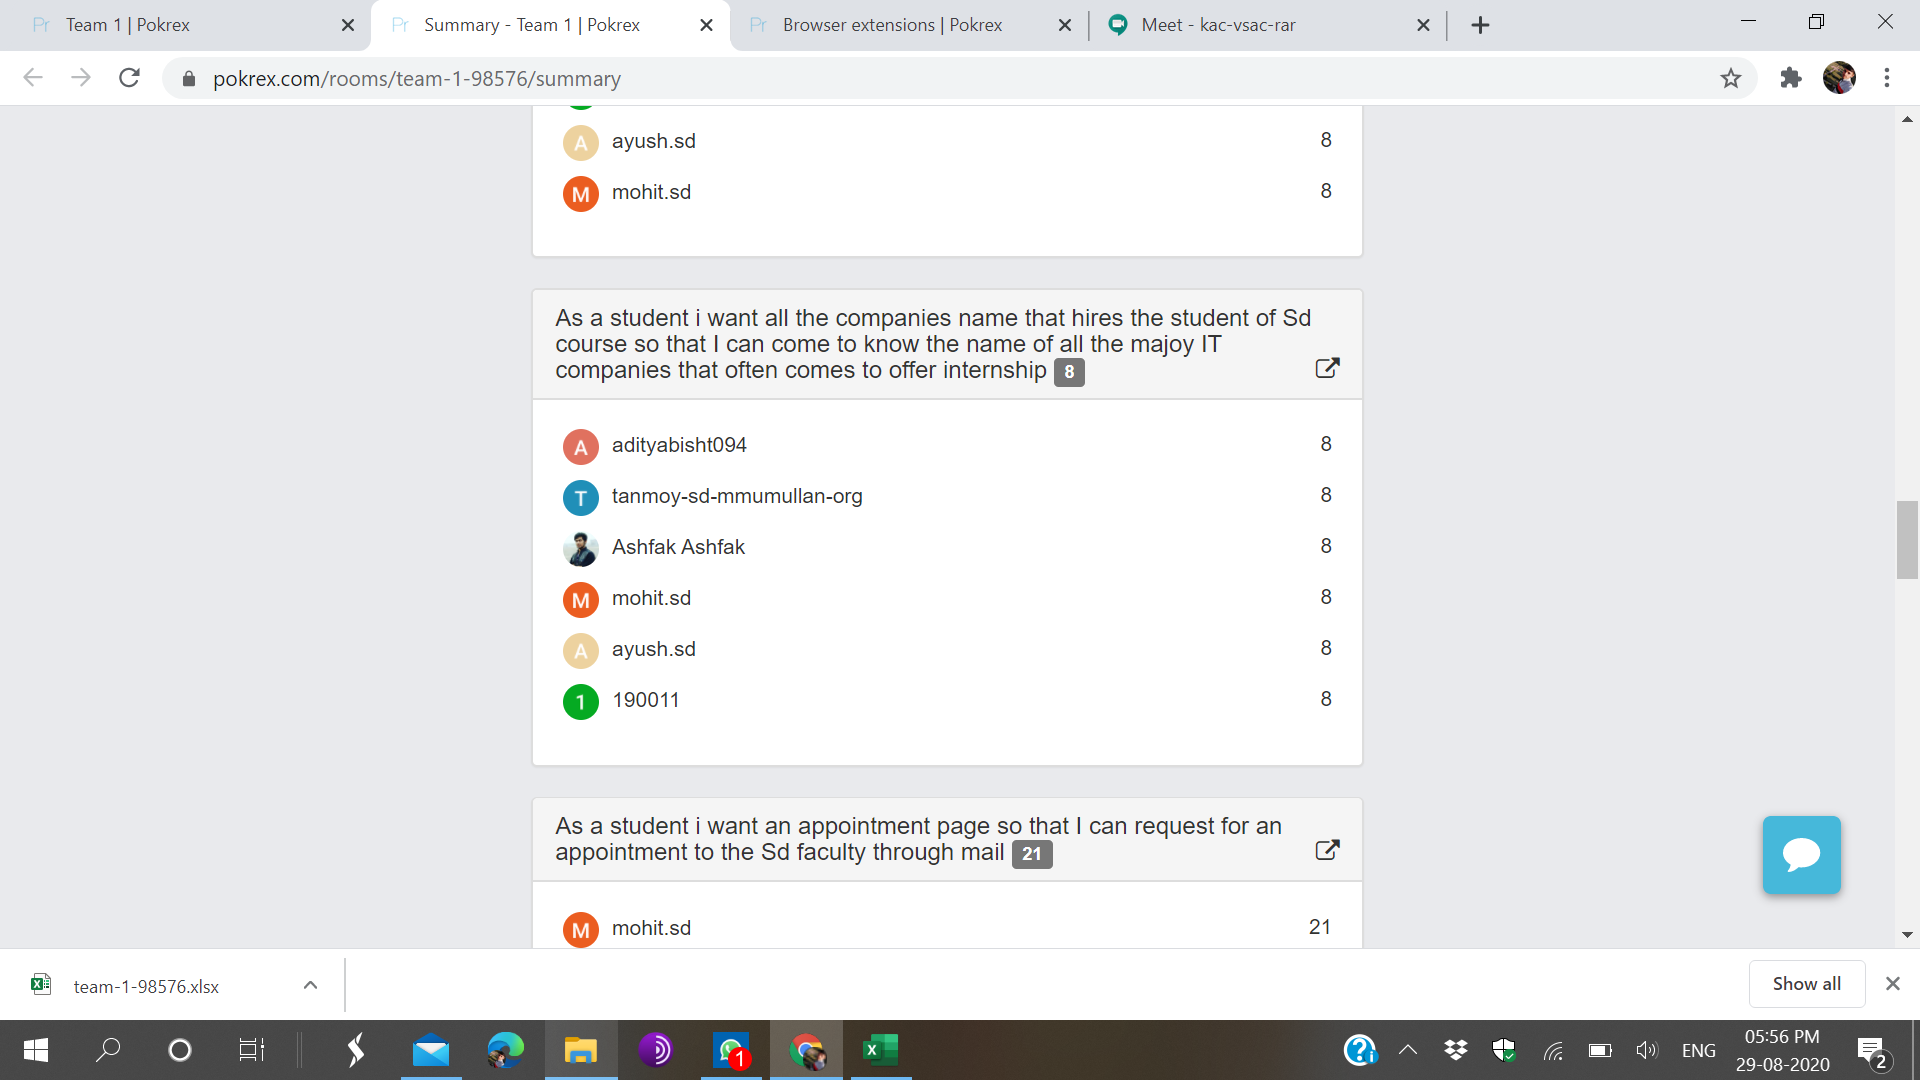 Pr Team 1 | Pokrex
Pr Summary - Team 1 | Pokrex
Pr Browser extensions | Pokrex
Meet - kac-vsac-rar
pokrex.com/rooms/team-1-98576/summary
A ayush.sd 8
M mohit.sd 8
As a student i want all the companies name that hires the student of Sd
course so that I can come to know the name of all the majoy IT
companies that often comes to offer internship 8
A adityabisht094 8
T tanmoy-sd-mmumullan-org 8
Ashfak Ashfak 8
M mohit.sd 8
A ayush.sd 8
1 190011 8
As a student i want an appointment page so that I can request for an
appointment to the Sd faculty through mail 21
M mohit.sd 21
team-1-98576.xlsx
Show all
1
ENG
05:56 PM
29-08-2020
2